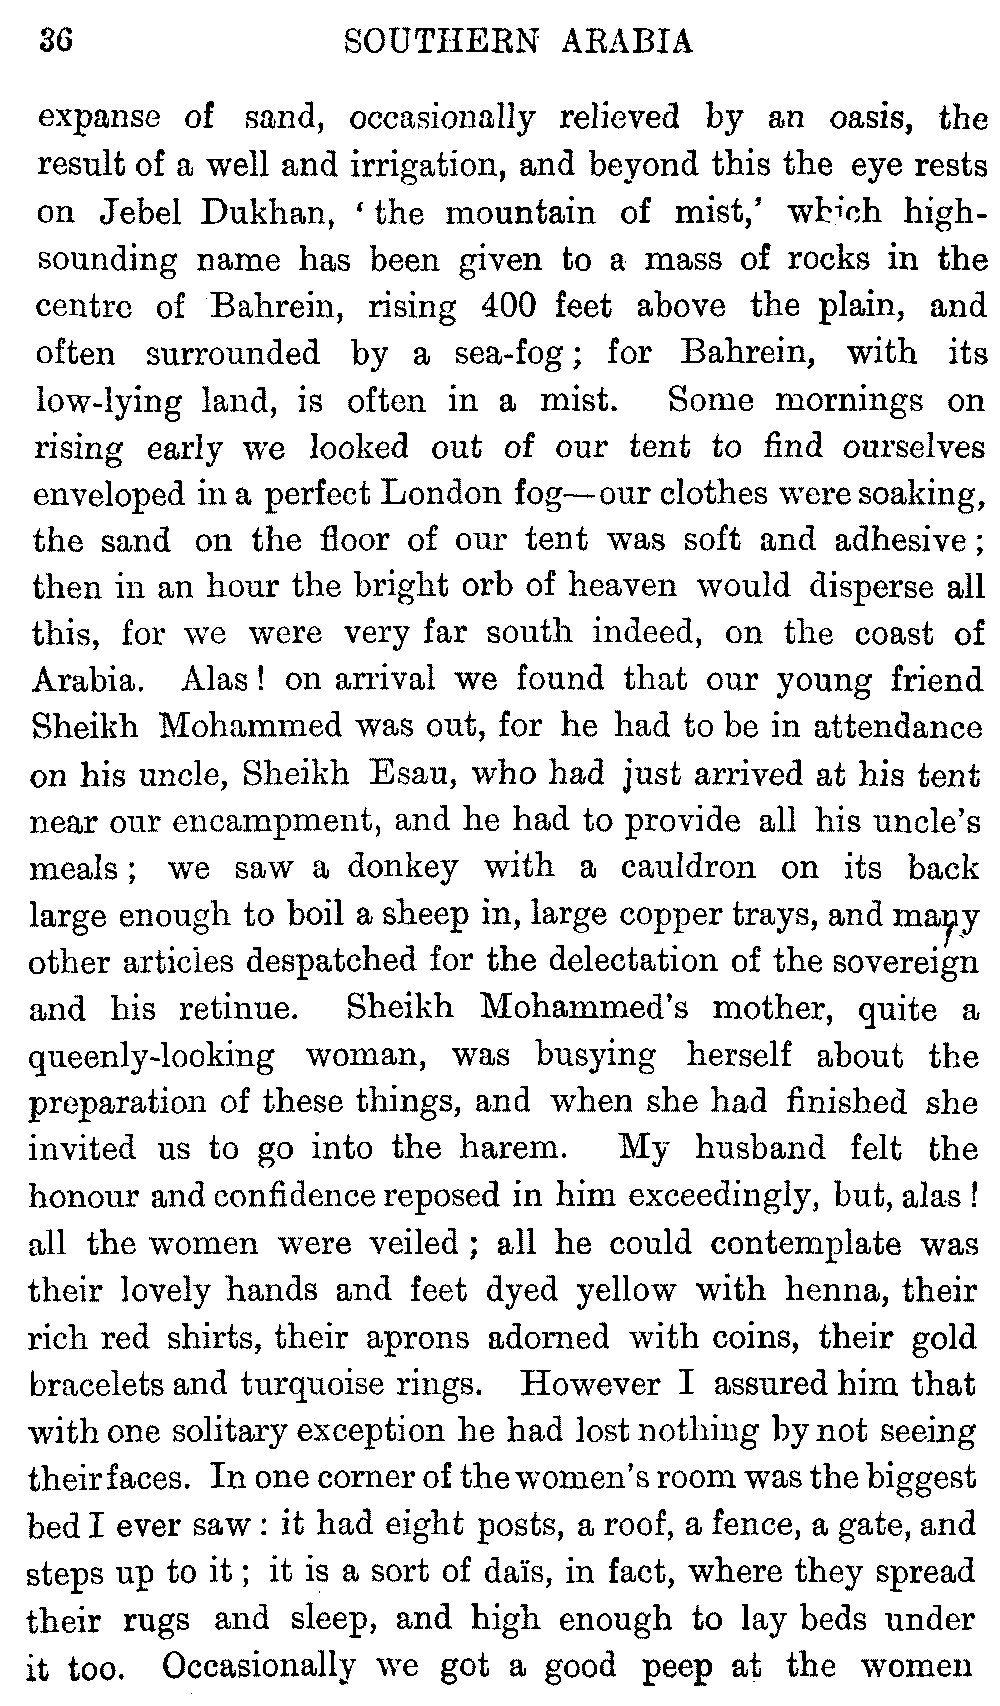 36 SOUTHERN ARABIA
expanse of sand, occasionally relieved by an oasis, the
result of a well and irrigation, and beyond this the eye rests
on Jebel Dukhan, ‘the mountain of mist,’ which high-
sounding name has been given to a mass of rocks in the
centre of Bahrein, rising 400 feet above the plain, and
often surrounded by a sea-fog; for Bahrein, with its
low-lying land, is often in a mist. Some mornings on
rising early we looked out of our tent to find ourselves
enveloped in a perfect London fog—our clothes were soaking,
the sand on the floor of our tent was soft and adhesive;
then in an hour the bright orb of heaven would disperse all
this, for we were very far south indeed, on the coast of
Arabia. Alas! on arrival we found that our young friend
Sheikh Mohammed was out, for he had to be in attendance
on his uncle, Sheikh Esau, who had just arrived at his tent
near our encampment, and he had to provide all his uncle’s
meals; we saw a donkey with a cauldron on its back
large enough to boil a sheep in, large copper trays, and many
other articles despatched for the delectation of the sovereign
and his retinue. Sheikh Mohammed’s mother, quite a
queenly-looking woman, was busying herself about the
preparation of these things, and when she had finished she
invited us to go into the harem. My husband felt the
honour and confidence reposed in him exceedingly, but, alas!
all the women were veiled; all he could contemplate was
their lovely hands and feet dyed yellow with henna, their
rich red shirts, their aprons adorned with coins, their gold
bracelets and turquoise rings. However I assured him that
with one solitary exception he had lost nothing by not seeing
their faces. In one corner of the women’s room was the biggest
bed I ever saw: it had eight posts, a roof, a fence, a gate, and
steps up to it; it is a sort of daïs, in fact, where they spread
their rugs and sleep, and high enough to lay beds under
it too. Occasionally we got a good peep at the women